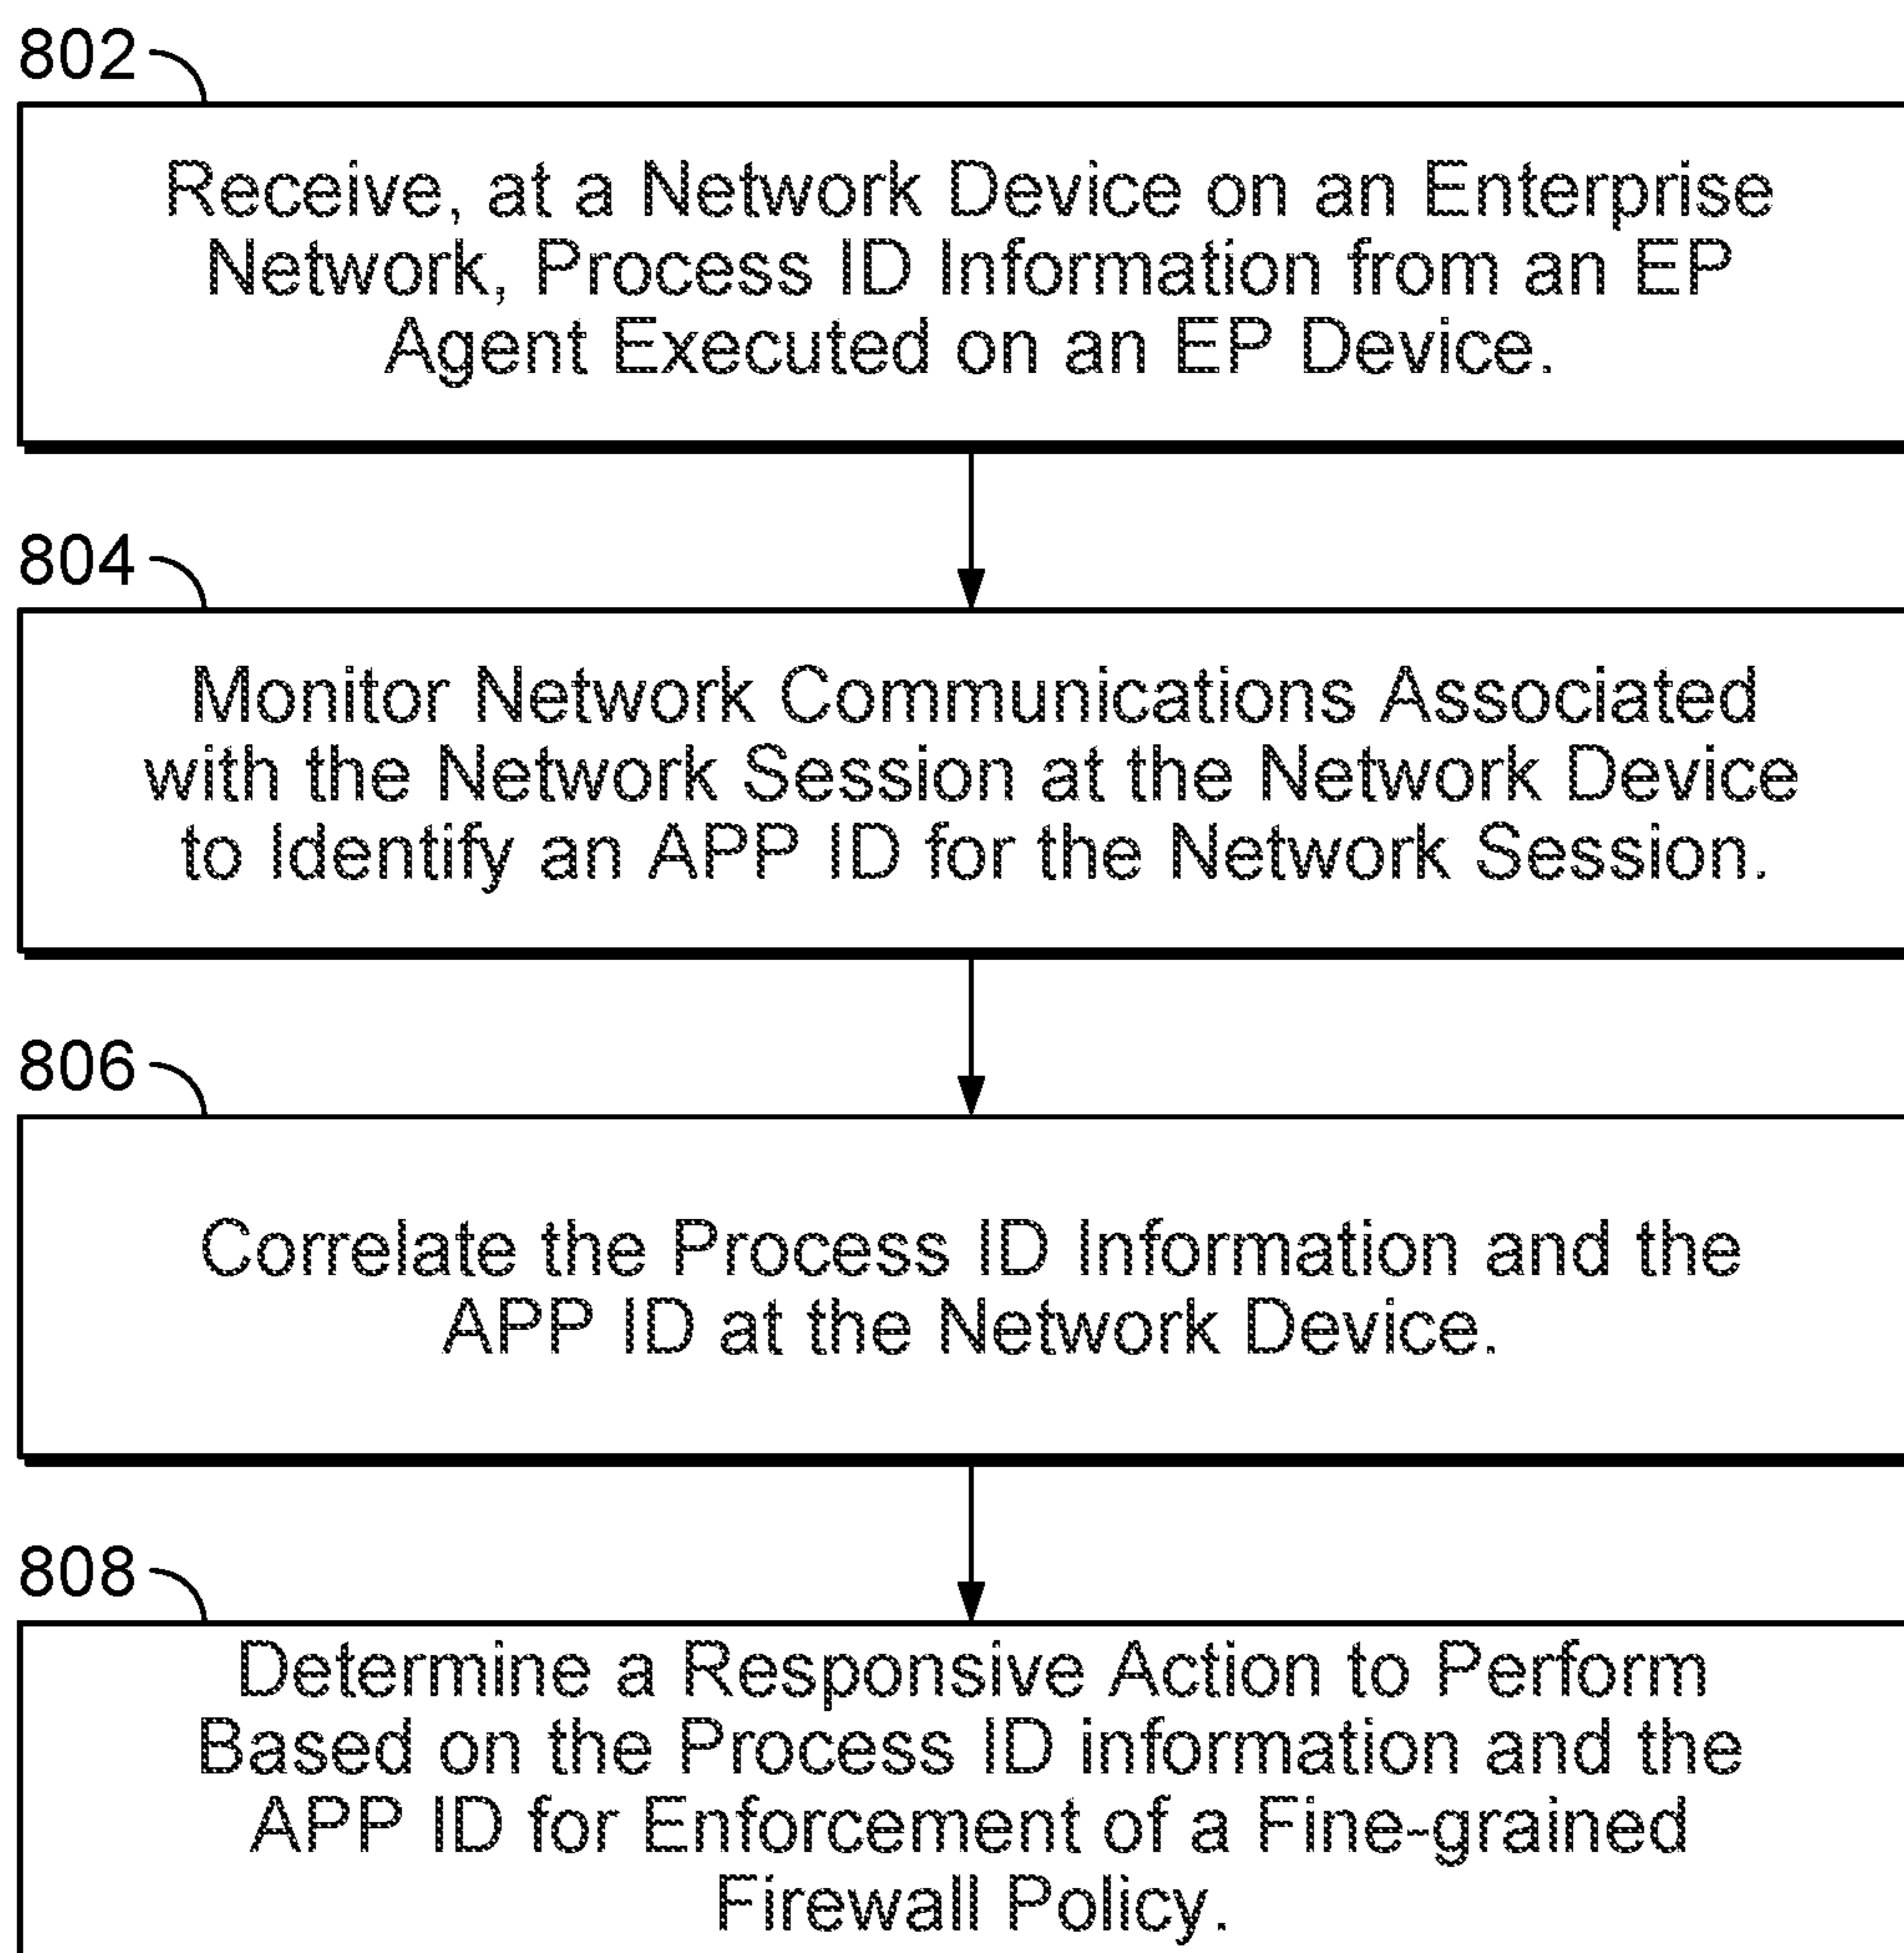 802
Receive, at a Network Device on an Enterprise
Network, Process ID Information from an EP
Agent Executed on an EP Device.
804
Monitor Network Communications Associated
with the Network Session at the Network Device
to Identify an APP ID for the Network Session.
806
Correlate the Process ID Information and the
APP ID at the Network Device.
808
Determine a Responsive Action to Perform
Based on the Process ID information and the
APP ID for Enforcement of a Fine-grained
Firewall Policy.